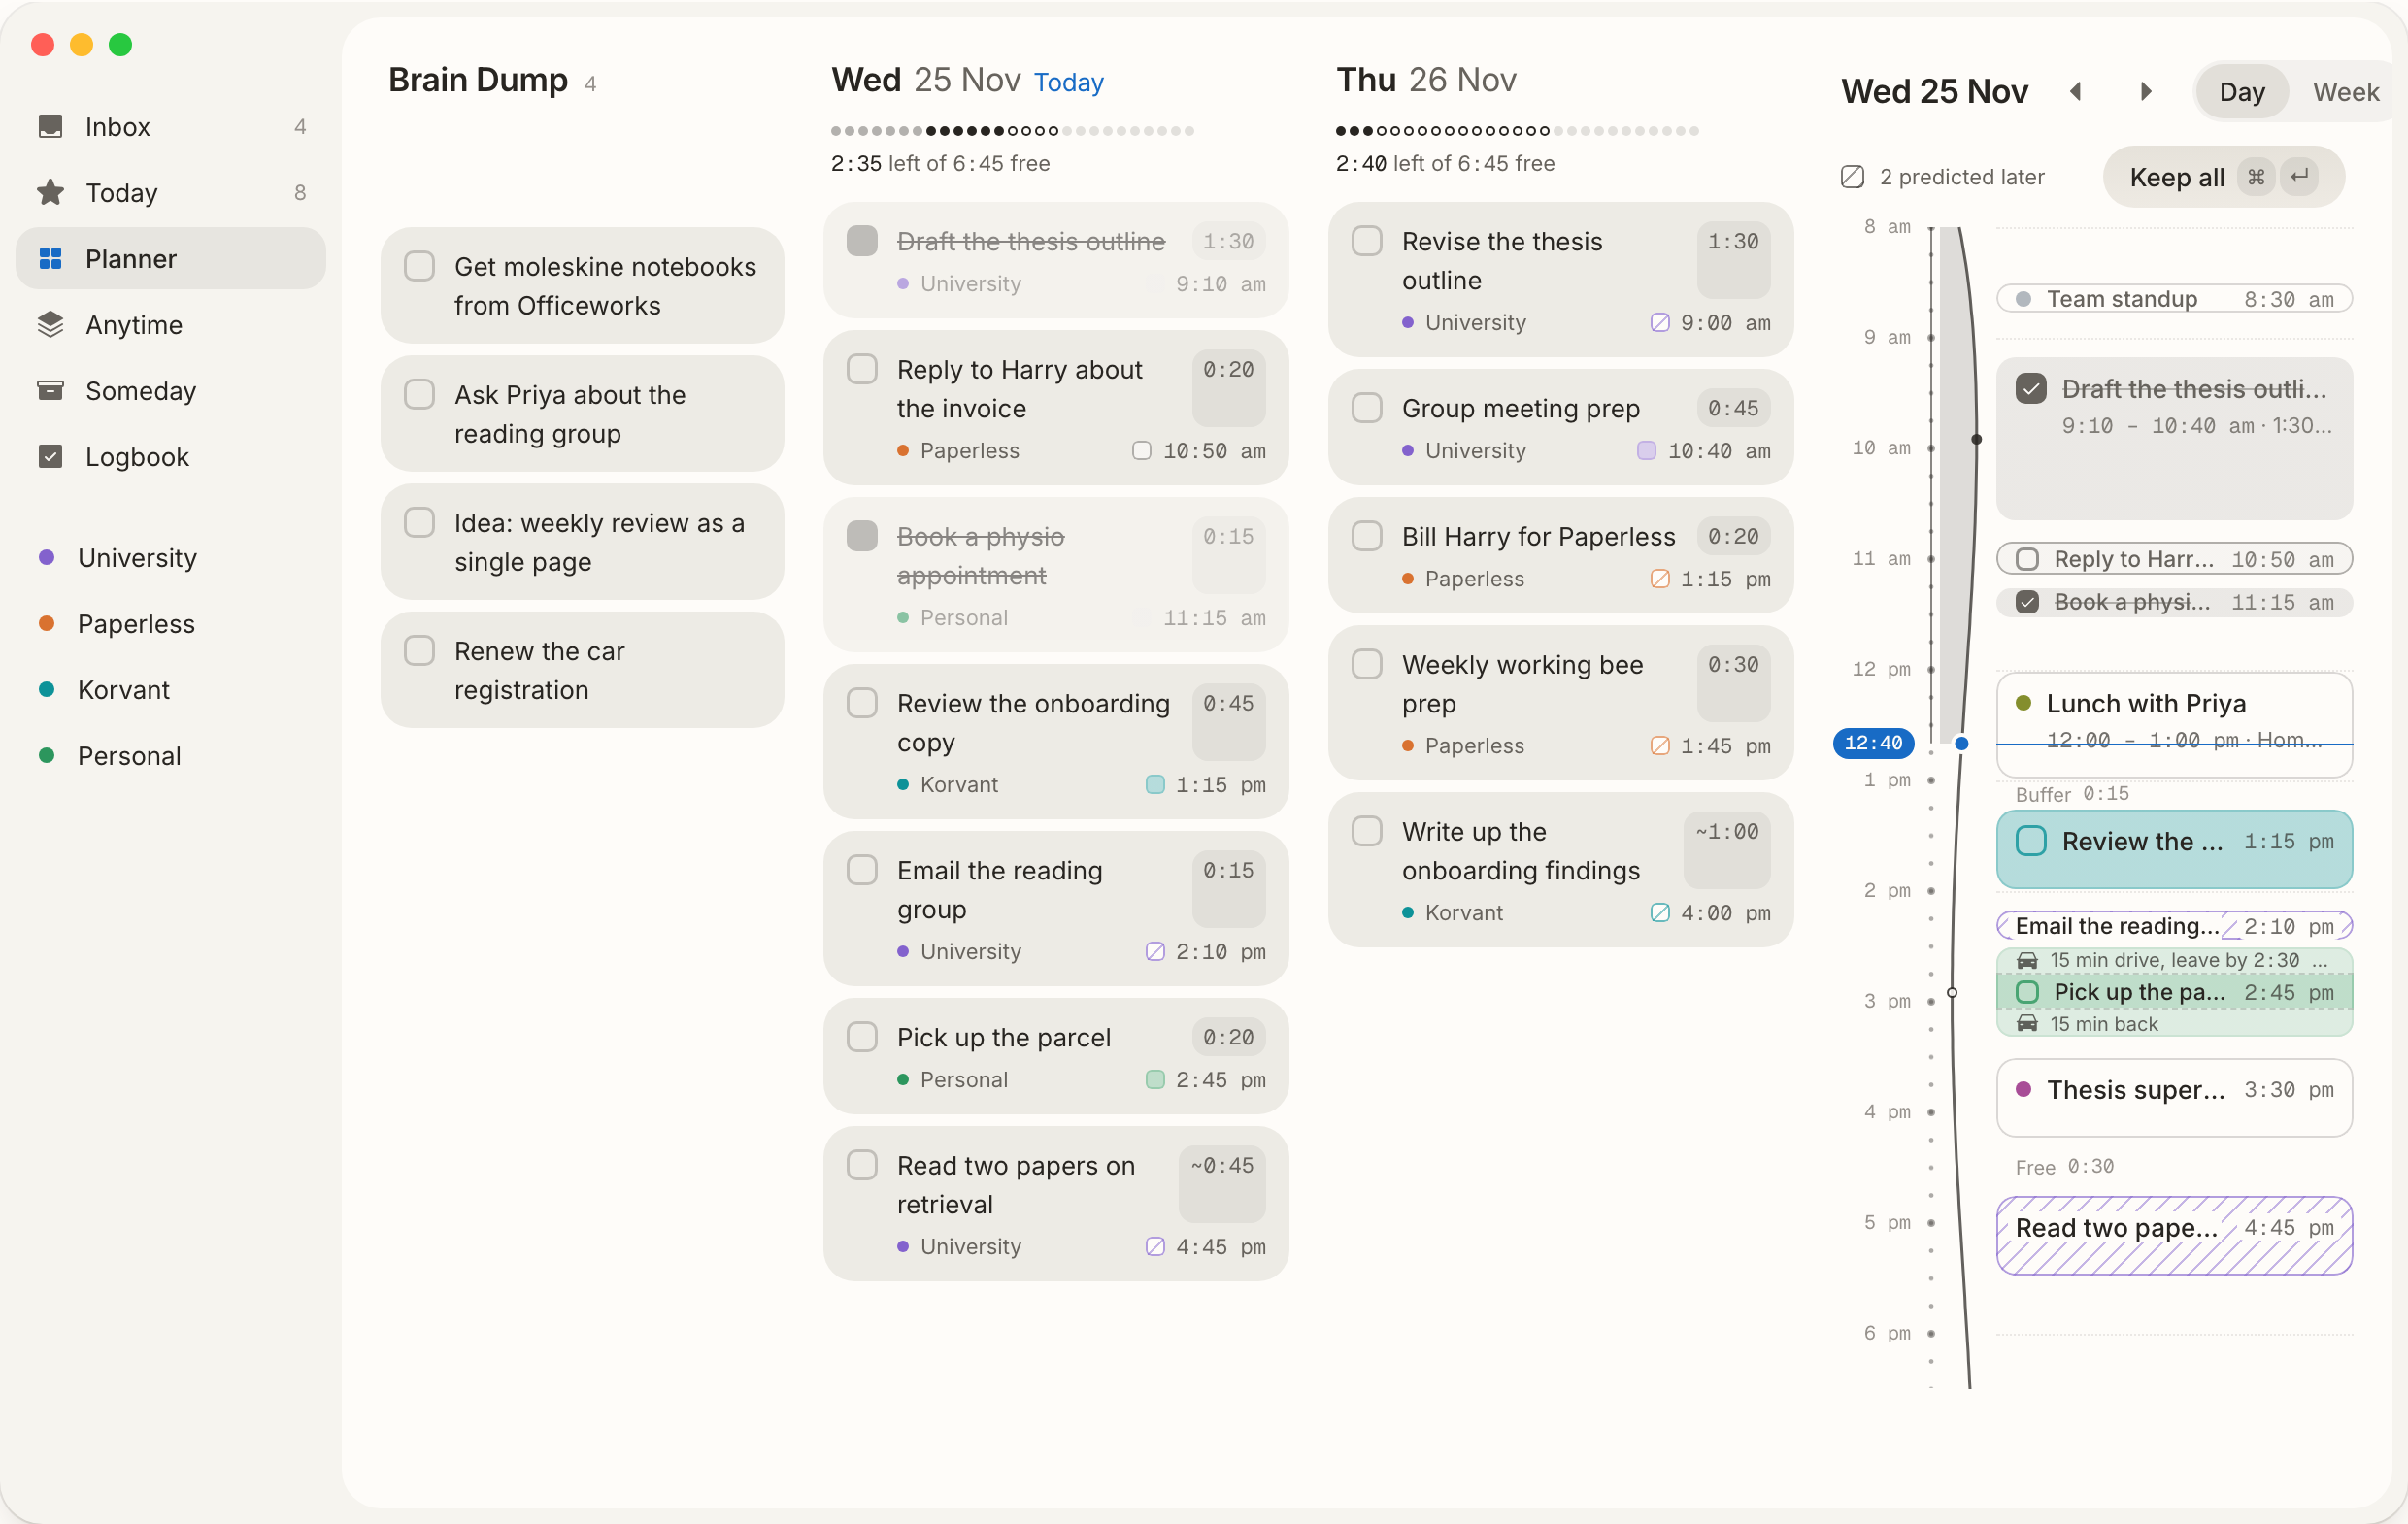 Inbox 4
Today 8
Planner
Anytime
Someday
Logbook
University
Paperless
Korvant
Personal
Brain Dump 4
Get moleskine notebooks
from Officeworks
Ask Priya about the
reading group
Idea: weekly review as a
single page
Renew the car
registration
Wed 25 Nov Today
2:35 left of 6:45 free
Draft the thesis outline 1:30
University 9:10 am
Reply to Harry about 0:20
the invoice
Paperless 10:50 am
Book a physio 0:15
appointment
Personal 11:15 am
Review the onboarding 0:45
copy
Korvant 1:15 pm
Email the reading 0:15
group
University 2:10 pm
Pick up the parcel 0:20
Personal 2:45 pm
Read two papers on ~0:45
retrieval
University 4:45 pm
Thu 26 Nov
2:40 left of 6:45 free
Revise the thesis 1:30
outline
University 9:00 am
Group meeting prep 0:45
University 10:40 am
Bill Harry for Paperless 0:20
Paperless 1:15 pm
Weekly working bee 0:30
prep
Paperless 1:45 pm
Write up the ~1:00
onboarding findings
Korvant 4:00 pm
Wed 25 Nov Day Week
2 predicted later Keep all ⌘ ↵
8 am
Team standup 8:30 am
9 am
Draft the thesis outli...
9:10 – 10:40 am · 1:30...
10 am
11 am
Reply to Harr... 10:50 am
Book a physi... 11:15 am
12 pm
Lunch with Priya
12:00 – 1:00 pm · Hom...
12:40
1 pm
Buffer 0:15
Review the ... 1:15 pm
2 pm
Email the reading... 2:10 pm
15 min drive, leave by 2:30 ...
Pick up the pa... 2:45 pm
3 pm
15 min back
Thesis super... 3:30 pm
4 pm
Free 0:30
Read two pape... 4:45 pm
5 pm
6 pm